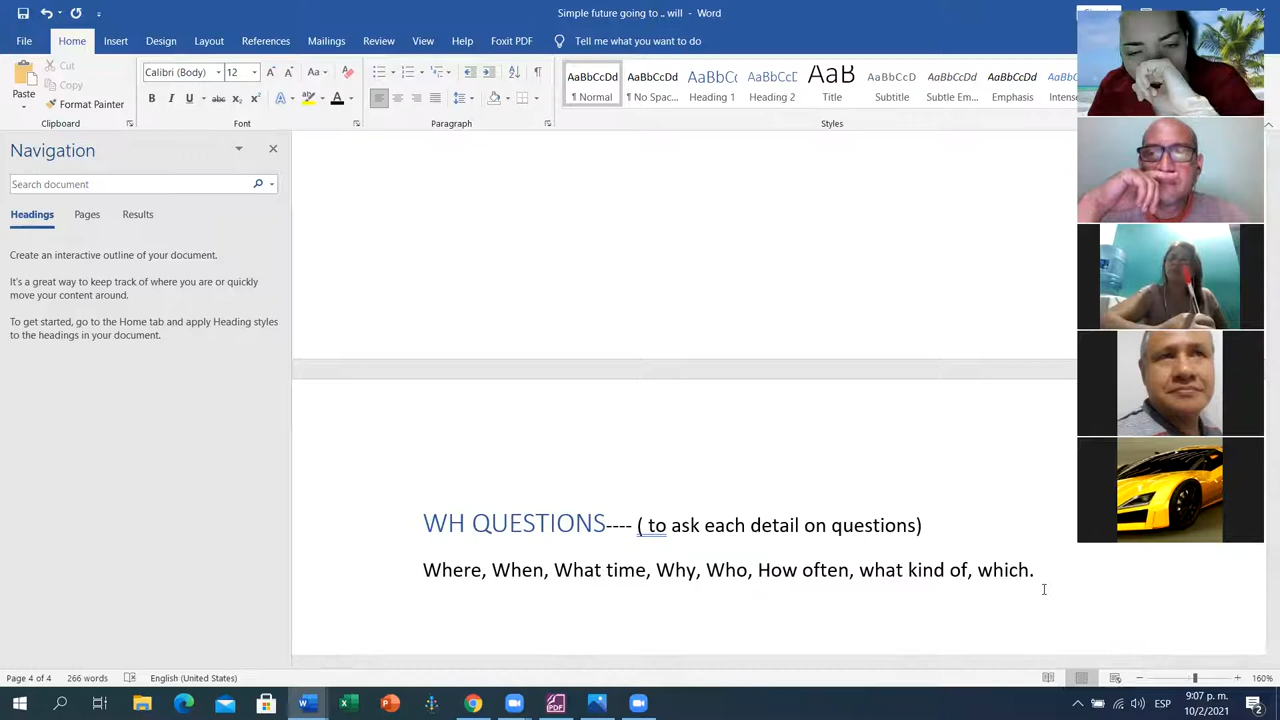 Simple future going to .. will - Word
File Home Insert Draw Design Layout References Mailings Review View Help Foxit PDF Tell me what you want to do
Paste
Cut
Copy
Format Painter
Clipboard
Calibri (Body) 12
Font
Paragraph
AaBbCcDd AaBbCcDd AaBbC AaBbCcC AaB AaBbCcD AaBbCcDd AaBbCcDd
¶ Normal ¶ No Spac... Heading 1 Heading 2 Title Subtitle Subtle Em... Emphasis Intense
Styles
Navigation
Search document
Headings Pages Results
Create an interactive outline of your document.
It's a great way to keep track of where you are or quickly
move your content around.
To get started, go to the Home tab and apply Heading styles
to the headings in your document.
WH QUESTIONS---- ( to ask each detail on questions)
Where, When, What time, Why, Who, How often, what kind of, which.
Page 4 of 4 266 words English (United States) 160%
ESP 9:07 p. m.
10/2/2021
2